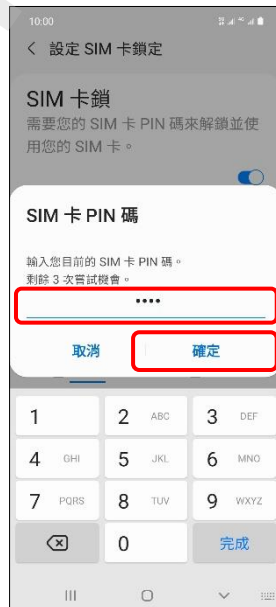 10:00
設定 SIM 卡鎖定
SIM 卡鎖
需要您的 SIM 卡 PIN 碼來解鎖並使
用您的 SIM 卡。
SIM 卡 PIN 碼
輸入您目前的 SIM 卡 PIN 碼。
剩餘 3 次嘗試機會。
••••
取消 確定
1 2 ABC 3 DEF
4 GHI 5 JKL 6 MNO
7 PQRS 8 TUV 9 WXYZ
0 完成